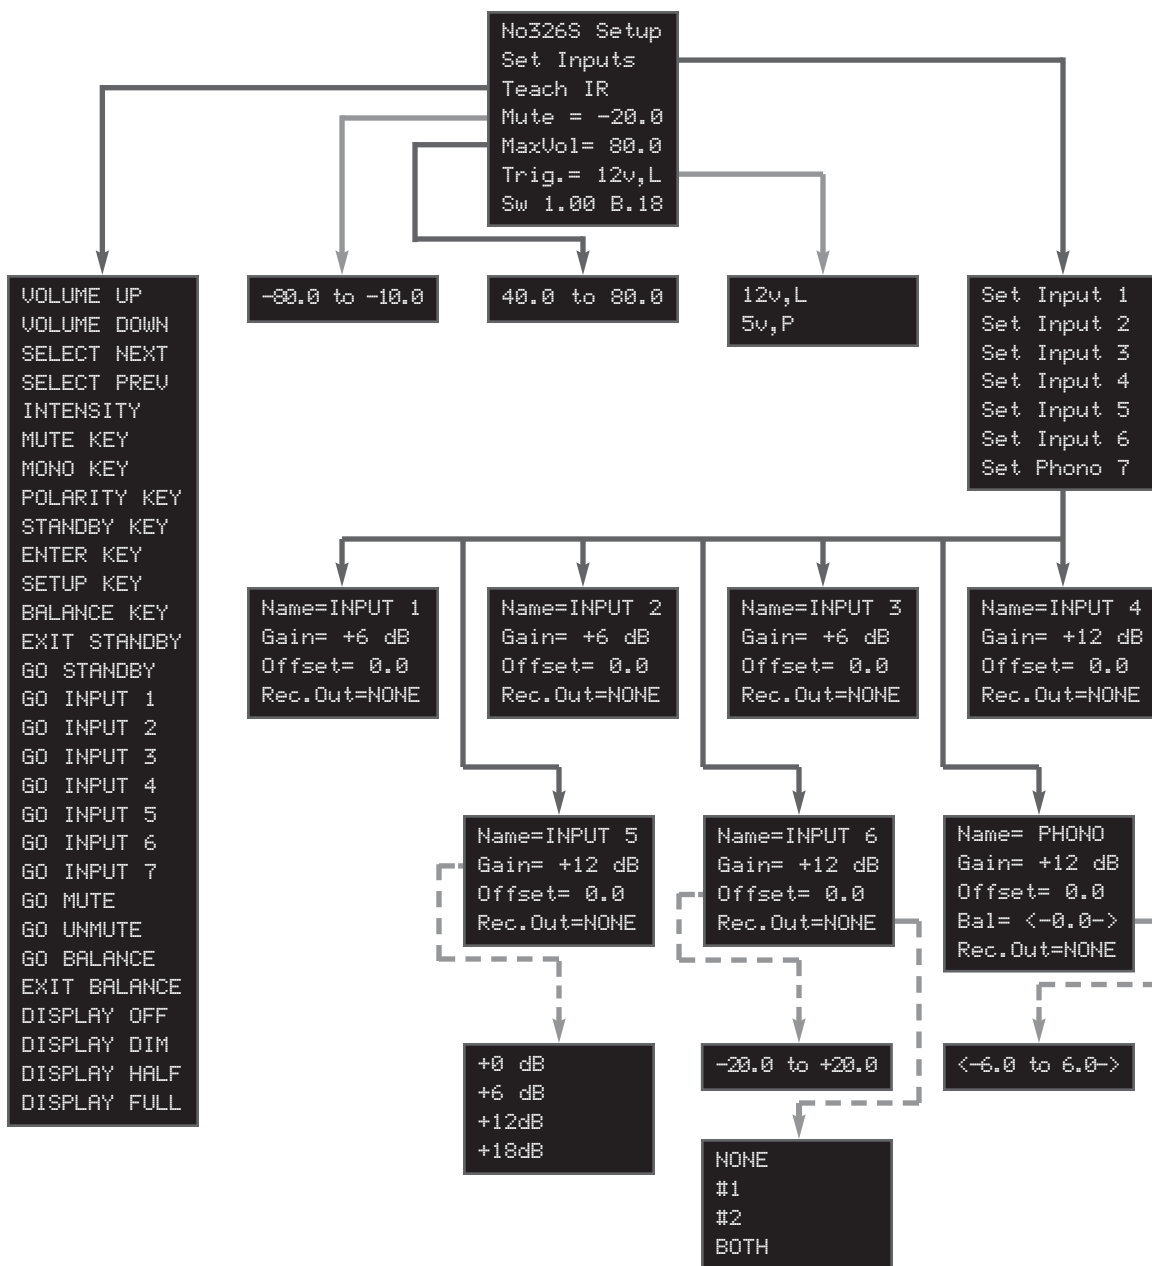 No326S Setup
Set Inputs
Teach IR
Mute = -20.0
MaxVol= 80.0
Trig.= 12v,L
Sw 1.00 B.18
VOLUME UP
VOLUME DOWN
SELECT NEXT
SELECT PREV
INTENSITY
MUTE KEY
MONO KEY
POLARITY KEY
STANDBY KEY
ENTER KEY
SETUP KEY
BALANCE KEY
EXIT STANDBY
GO STANDBY
GO INPUT 1
GO INPUT 2
GO INPUT 3
GO INPUT 4
GO INPUT 5
GO INPUT 6
GO INPUT 7
GO MUTE
GO UNMUTE
GO BALANCE
EXIT BALANCE
DISPLAY OFF
DISPLAY DIM
DISPLAY HALF
DISPLAY FULL
-80.0 to -10.0
40.0 to 80.0
12v,L
5v,P
Set Input 1
Set Input 2
Set Input 3
Set Input 4
Set Input 5
Set Input 6
Set Phono 7
Name=INPUT 1
Gain= +6 dB
Offset= 0.0
Rec.Out=NONE
Name=INPUT 2
Gain= +6 dB
Offset= 0.0
Rec.Out=NONE
Name=INPUT 3
Gain= +6 dB
Offset= 0.0
Rec.Out=NONE
Name=INPUT 4
Gain= +12 dB
Offset= 0.0
Rec.Out=NONE
Name=INPUT 5
Gain= +12 dB
Offset= 0.0
Rec.Out=NONE
Name=INPUT 6
Gain= +12 dB
Offset= 0.0
Rec.Out=NONE
Name= PHONO
Gain= +12 dB
Offset= 0.0
Bal= <-0.0->
Rec.Out=NONE
+0 dB
+6 dB
+12dB
+18dB
-20.0 to +20.0
<-6.0 to 6.0->
NONE
#1
#2
BOTH